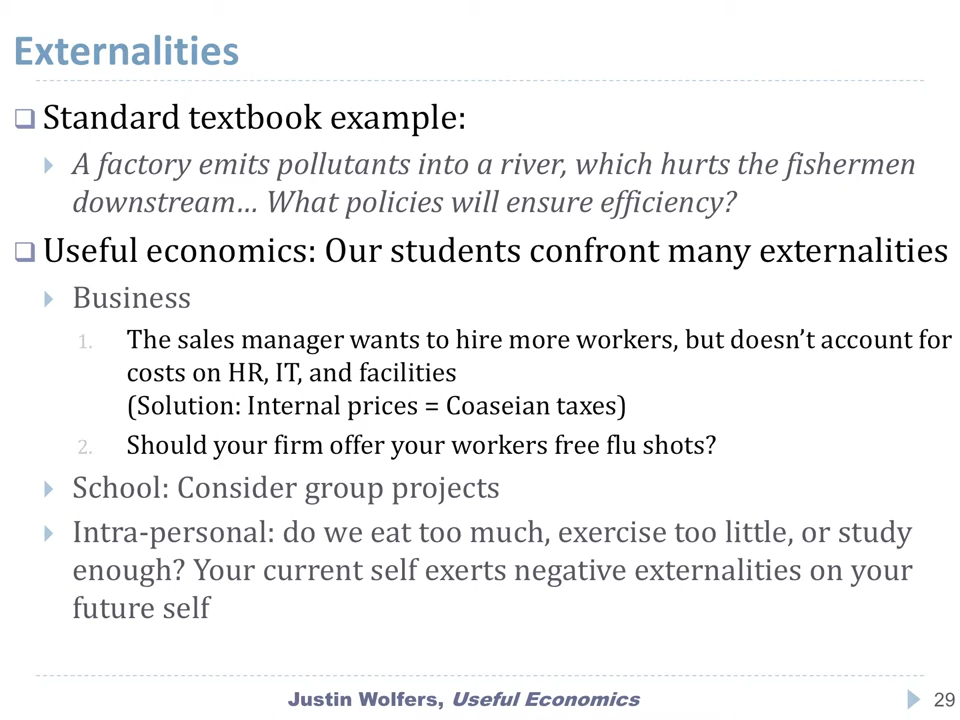 Externalities
Standard textbook example:
A factory emits pollutants into a river, which hurts the fishermen
downstream… What policies will ensure efficiency?
Useful economics: Our students confront many externalities
Business
1. The sales manager wants to hire more workers, but doesn’t account for
costs on HR, IT, and facilities
(Solution: Internal prices = Coaseian taxes)
2. Should your firm offer your workers free flu shots?
School: Consider group projects
Intra-personal: do we eat too much, exercise too little, or study
enough? Your current self exerts negative externalities on your
future self
Justin Wolfers, Useful Economics
29